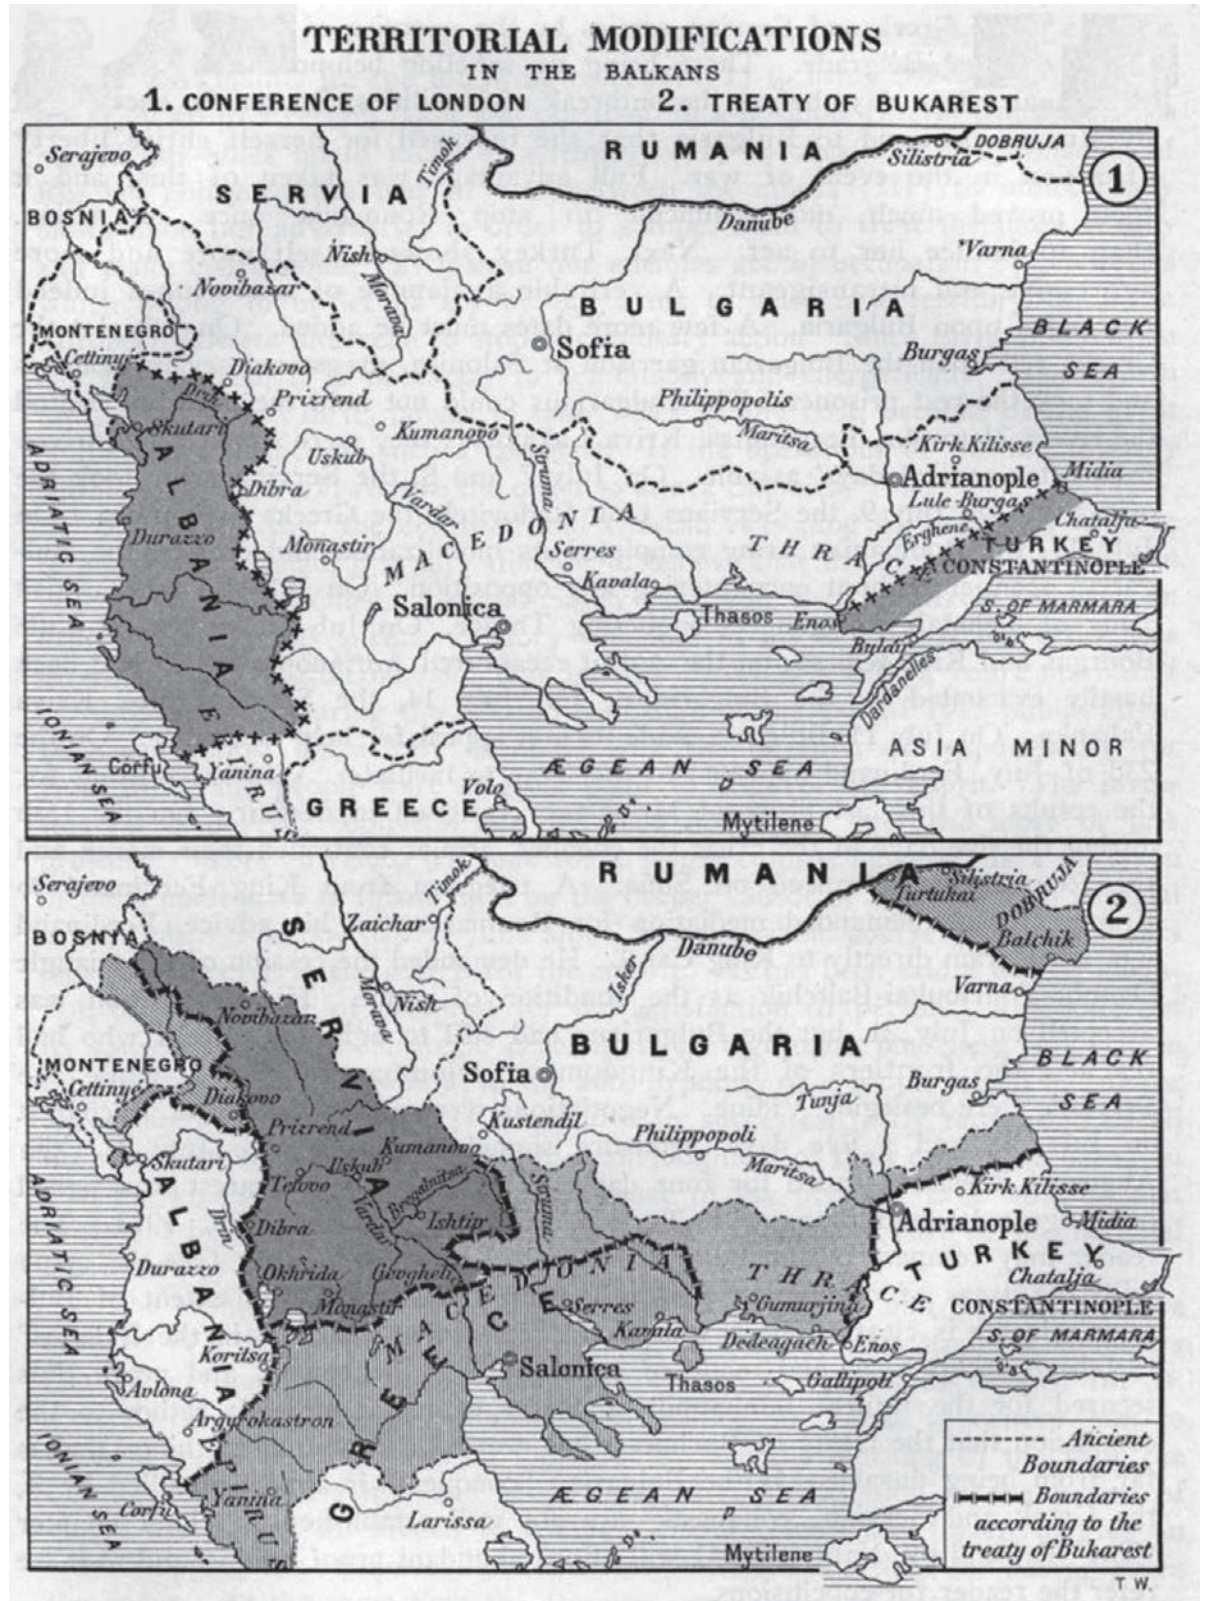 TERRITORIAL MODIFICATIONS
IN THE BALKANS
1. CONFERENCE OF LONDON 2. TREATY OF BUKAREST
1
Serajevo
BOSNIA
SERVIA
Timok
RUMANIA
Silistria
DOBRUJA
Danube
Varna
Nish
Morava
Novibazar
BULGARIA
MONTENEGRO
Cettinye
Sofia
BLACK
SEA
Burgas
Diakovo
Drin
Prizrend
Philippopolis
Maritsa
Skutari
Kumanovo
Uskub
Struma
Kirk Kilisse
Adrianople
Midia
Dibra
Lule-Burgas
ADRIATIC SEA
ALBANIA
Vardar
Chatalja
Durazzo
Erghene
Monastir
MACEDONIA
Serres
THRACE
TURKEY
CONSTANTINOPLE
Kavala
Salonica
Thasos
Enos
S. OF MARMARA
Bulair
Dardanelles
IONIAN SEA
Corfu
Yanina
EPIRUS
ÆGEAN SEA
ASIA MINOR
GREECE
Volo
Mytilene
2
Serajevo
BOSNIA
SERVIA
Timok
Zaichar
RUMANIA
Silistria
Turtukai
DOBRUJA
Baltchik
Danube
Isker
Varna
Morava
Nish
Novibazar
BULGARIA
MONTENEGRO
Cettinye
Sofia
BLACK
SEA
Burgas
Diakovo
Tunja
Kustendil
Prizrend
Philippopoli
Kumanovo
Maritsa
Skutari
Uskub
Tetovo
Bregalnitsa
Struma
Kirk Kilisse
Ishtip
Vardar
Adrianople
Midia
ADRIATIC SEA
ALBANIA
Drin
Dibra
TURKEY
Durazzo
Okhrida
Gevgheli
MACEDONIA
THRACE
Chatalja
Monastir
Serres
Gumurjina
CONSTANTINOPLE
Kavala
Dedeagach
Enos
S. OF MARMARA
Koritsa
Salonica
Thasos
Gallipoli
Avlona
Argyrokastron
GREECE
IONIAN SEA
EPIRUS
Yanina
Corfu
Larissa
ÆGEAN SEA
Mytilene
Ancient
Boundaries
Boundaries
according to the
treaty of Bukarest
T W.